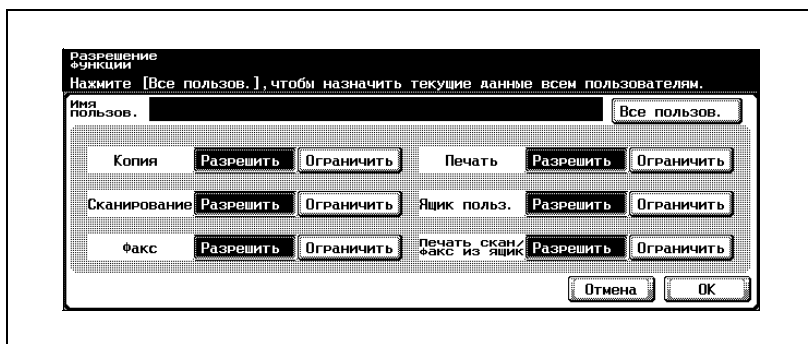 Разрешение
функции
Нажмите [Все пользов.],чтобы назначить текущие данные всем пользователям.
Имя
пользов.
Все пользов.
Копия Разрешить Ограничить Печать Разрешить Ограничить
Сканирование Разрешить Ограничить Ящик польз. Разрешить Ограничить
Факс Разрешить Ограничить Печать скан/
факс из ящик Разрешить Ограничить
Отмена OK